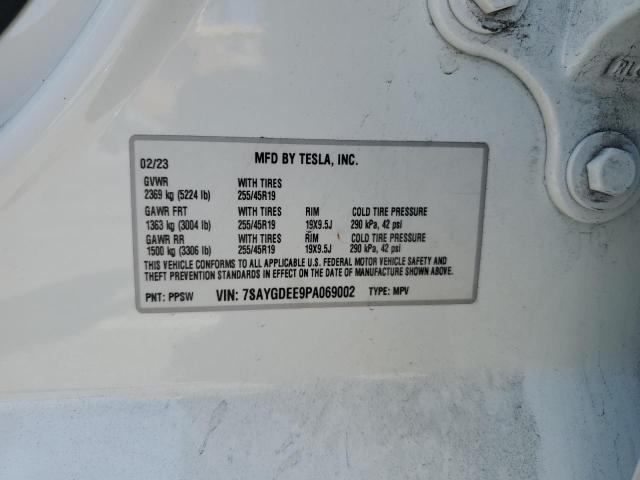 02/23 MFD BY TESLA, INC.
GVWR WITH TIRES
2369 kg (5224 lb) 255/45R19
GAWR FRT WITH TIRES RIM COLD TIRE PRESSURE
1363 kg (3004 lb) 255/45R19 19X9.5J 290 kPa, 42 psi
GAWR RR WITH TIRES RIM COLD TIRE PRESSURE
1500 kg (3306 lb) 255/45R19 19X9.5J 290 kPa, 42 psi
THIS VEHICLE CONFORMS TO ALL APPLICABLE U.S. FEDERAL MOTOR VEHICLE SAFETY AND
THEFT PREVENTION STANDARDS IN EFFECT ON THE DATE OF MANUFACTURE SHOWN ABOVE.
PNT: PPSW VIN: 7SAYGDEE9PA069002 TYPE: MPV